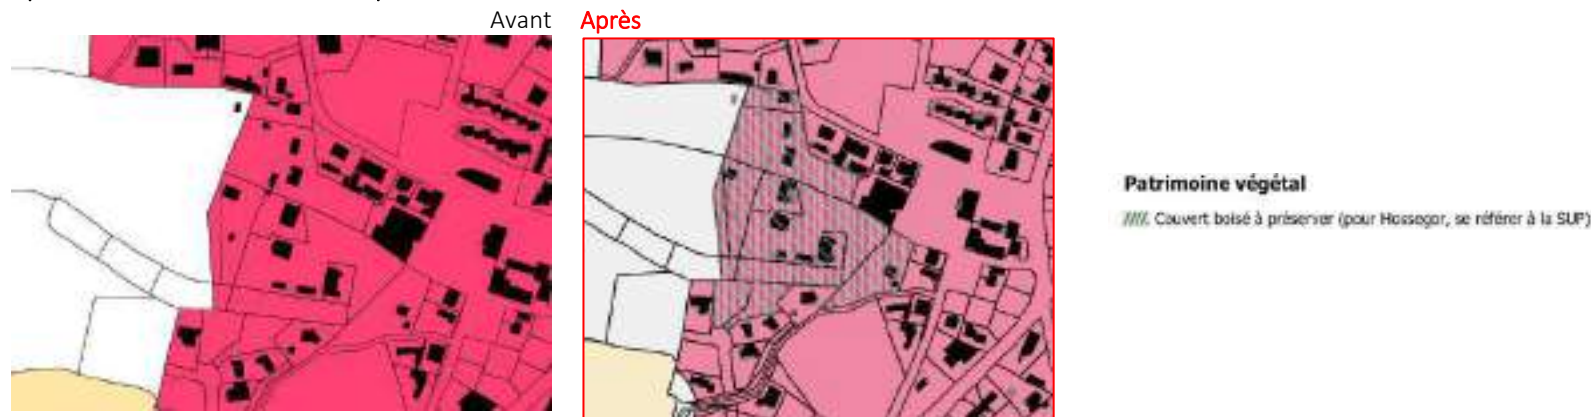 Avant
Après
Patrimoine végétal
Couvert boisé à préserver (pour Hossegor, se référer à la SUP)